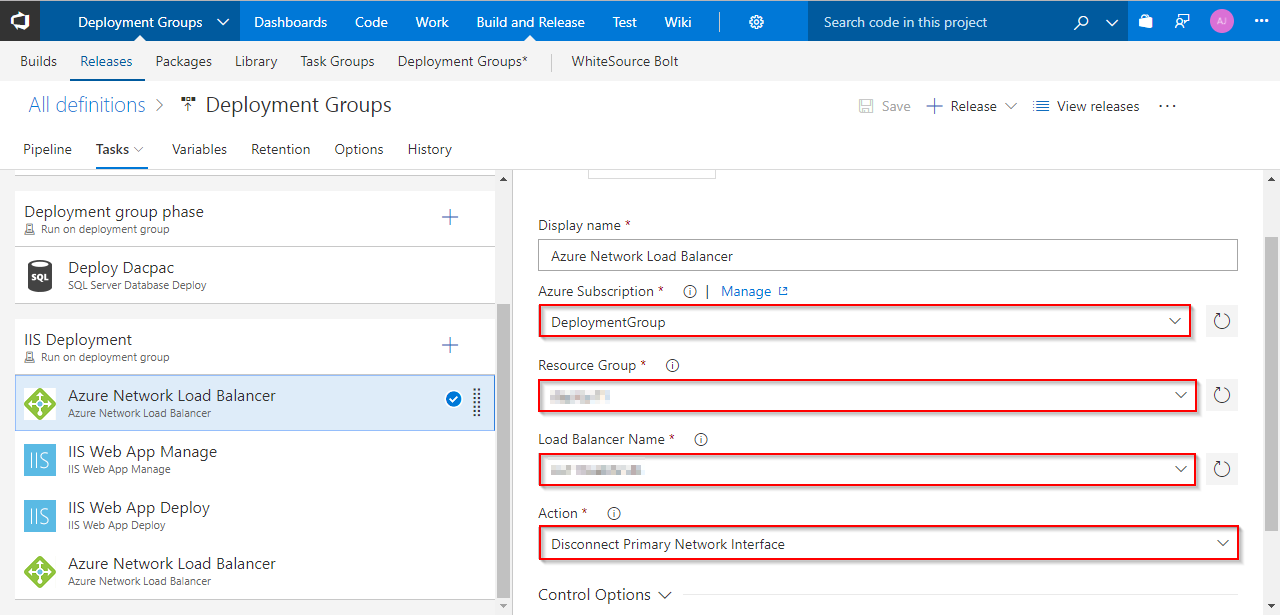 Deployment Groups Dashboards Code Work Build and Release Test Wiki Search code in this project AJ
Builds Releases Packages Library Task Groups Deployment Groups* WhiteSource Bolt
All definitions > Deployment Groups Save Release View releases ...
Pipeline Tasks Variables Retention Options History
Deployment group phase
Run on deployment group
SQL
Deploy Dacpac
SQL Server Database Deploy
IIS Deployment
Run on deployment group
Azure Network Load Balancer
Azure Network Load Balancer
IIS
IIS Web App Manage
IIS Web App Manage
IIS
IIS Web App Deploy
IIS Web App Deploy
Azure Network Load Balancer
Azure Network Load Balancer
Display name *
Azure Network Load Balancer
Azure Subscription * | Manage
DeploymentGroup
Resource Group *
Load Balancer Name *
Action *
Disconnect Primary Network Interface
Control Options